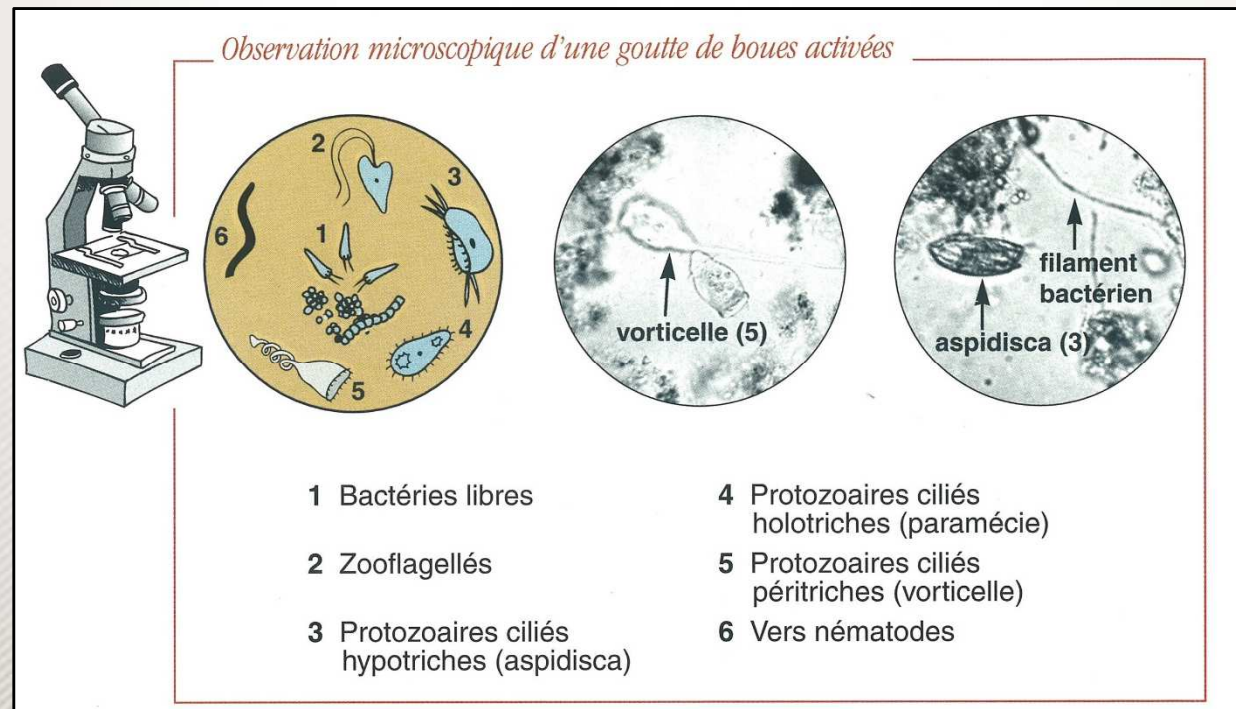 Observation microscopique d'une goutte de boues activées
2
3
6
1
4
5
vorticelle (5)
filament
bactérien
aspidisca (3)
1 Bactéries libres
2 Zooflagellés
3 Protozoaires ciliés
hypotriches (aspidisca)
4 Protozoaires ciliés
holotriches (paramécie)
5 Protozoaires ciliés
péritriches (vorticelle)
6 Vers nématodes